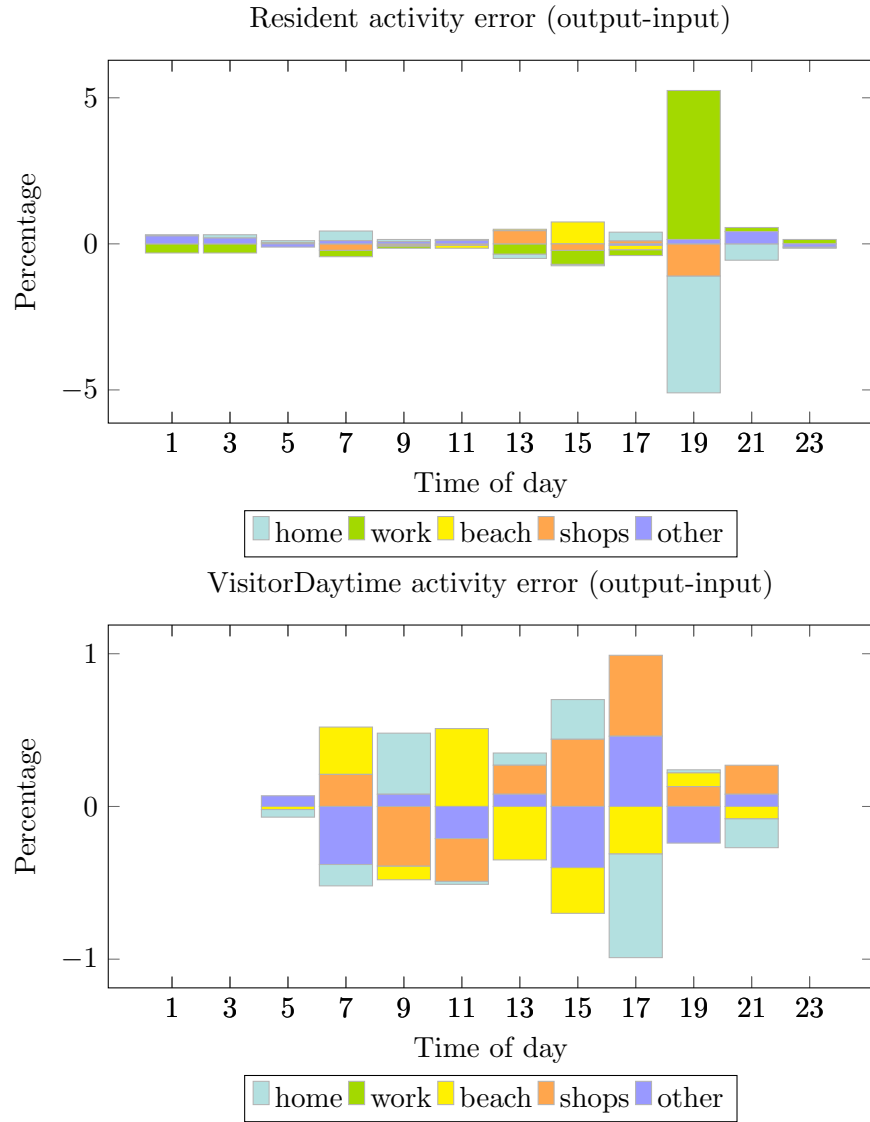 Resident activity error (output-input)
Percentage
5
0
−5
1 3 5 7 9 11 13 15 17 19 21 23
Time of day
home work beach shops other
VisitorDaytime activity error (output-input)
Percentage
1
0
−1
1 3 5 7 9 11 13 15 17 19 21 23
Time of day
home work beach shops other